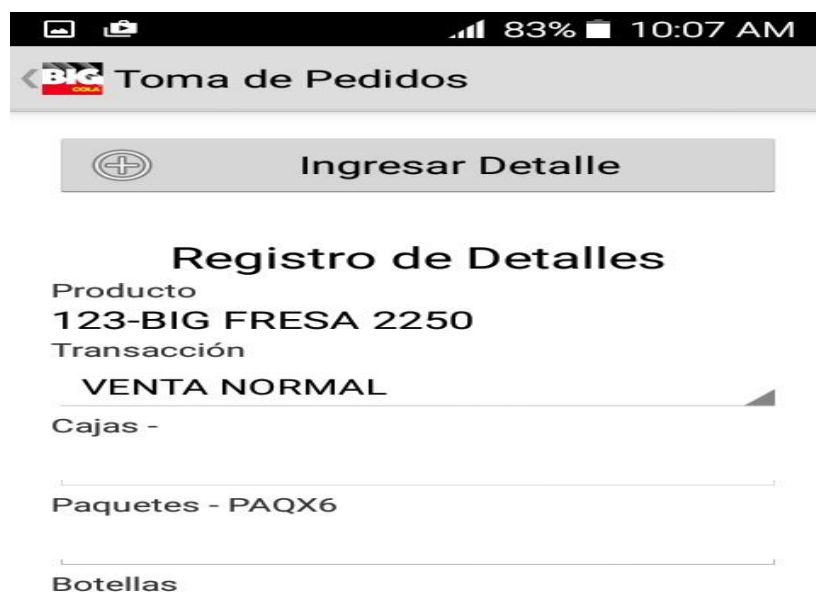 83% 10:07 AM
BIG COLA Toma de Pedidos
Ingresar Detalle
Registro de Detalles
Producto
123-BIG FRESA 2250
Transacción
VENTA NORMAL
Cajas -
Paquetes - PAQX6
Botellas